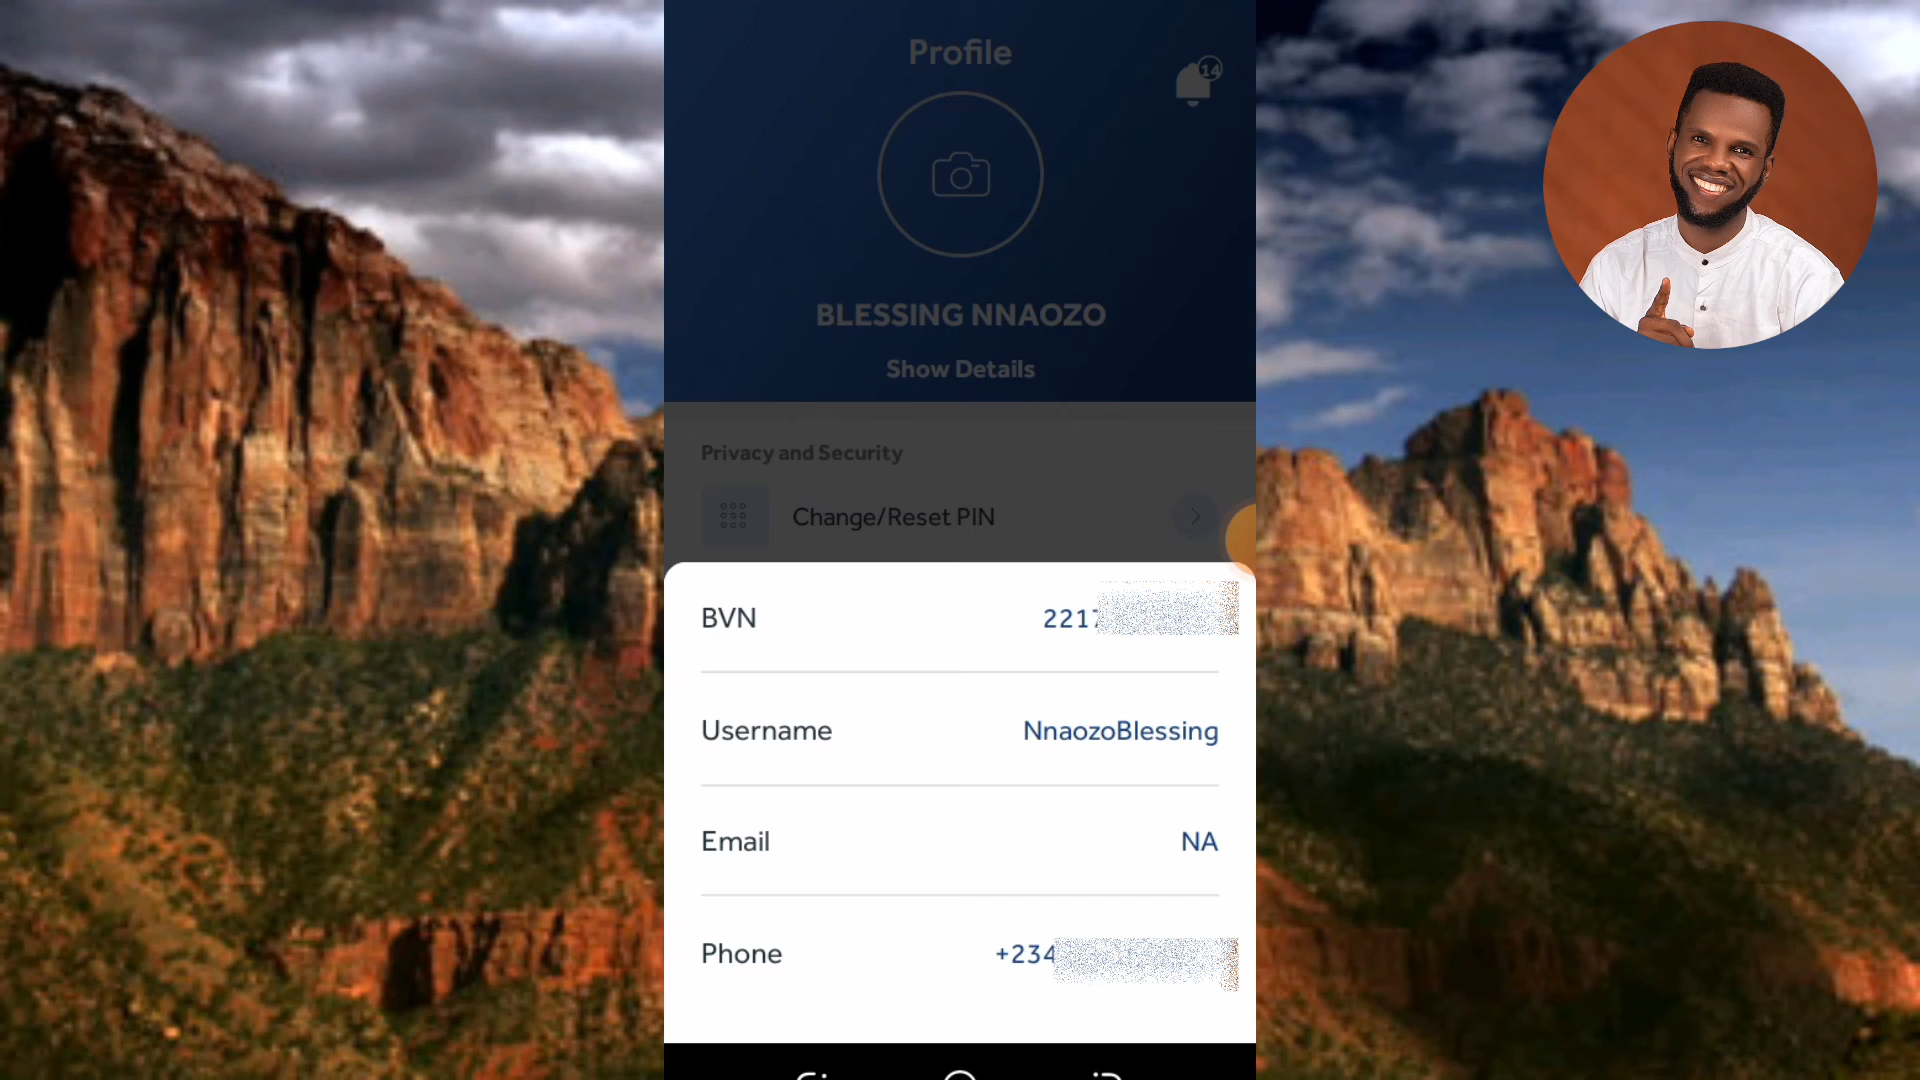 Profile
14
BLESSING NNAOZO
Show Details
Privacy and Security
Change/Reset PIN
BVN 2217
Username NnaozoBlessing
Email NA
Phone +234